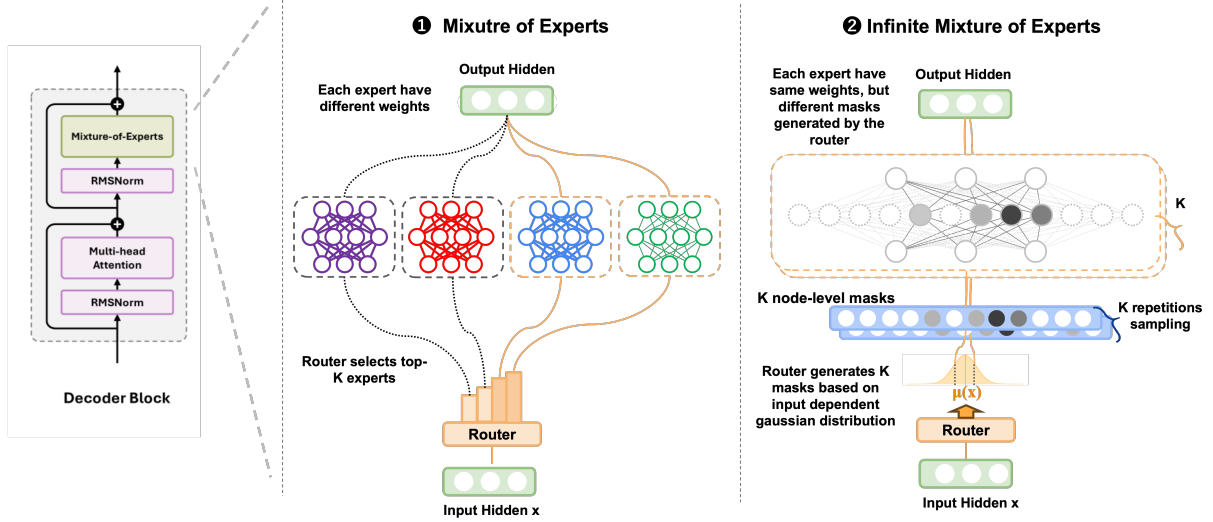 Mixture-of-Experts
RMSNorm
Multi-head
Attention
RMSNorm
Decoder Block
❶ Mixutre of Experts
Output Hidden
Each expert have
different weights
Router selects top-
K experts
Router
Input Hidden x
❷ Infinite Mixture of Experts
Output Hidden
Each expert have
same weights, but
different masks
generated by the
router
K
K node-level masks
K repetitions
sampling
Router generates K
masks based on
input dependent
gaussian distribution
μ(x)
Router
Input Hidden x